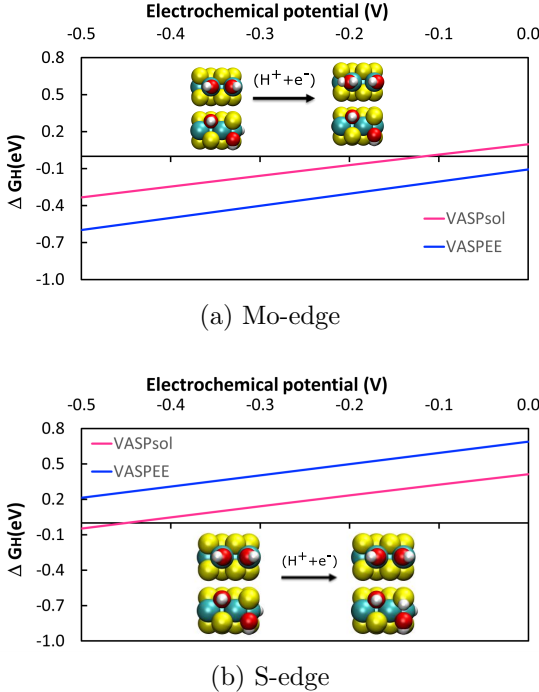 Electrochemical potential (V)
-0.5 -0.4 -0.3 -0.2 -0.1 0.0
0.8
0.5
0.2
-0.1
-0.4
-0.7
-1.0
Δ GH(eV)
(H⁺+e⁻)
VASPsol
VASPEE
(a) Mo-edge
Electrochemical potential (V)
-0.5 -0.4 -0.3 -0.2 -0.1 0.0
0.8
0.5
0.2
-0.1
-0.4
-0.7
-1.0
Δ GH(eV)
VASPsol
VASPEE
(H⁺+e⁻)
(b) S-edge